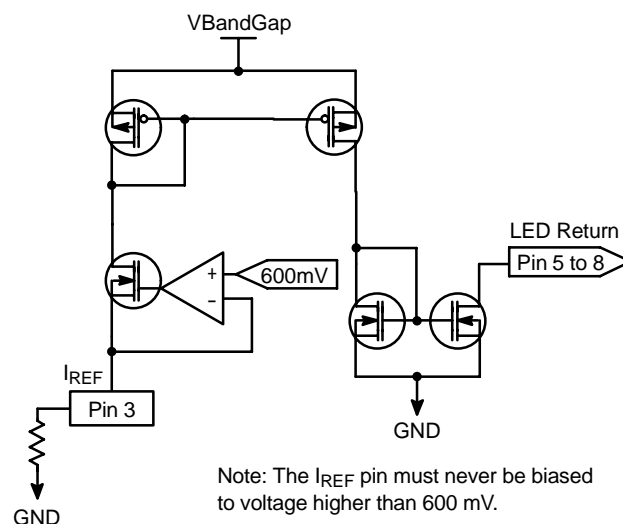 VBandGap
+
600mV
−
LED Return
Pin 5 to 8
IREF
Pin 3
GND
GND
Note: The IREF pin must never be biased
to voltage higher than 600 mV.